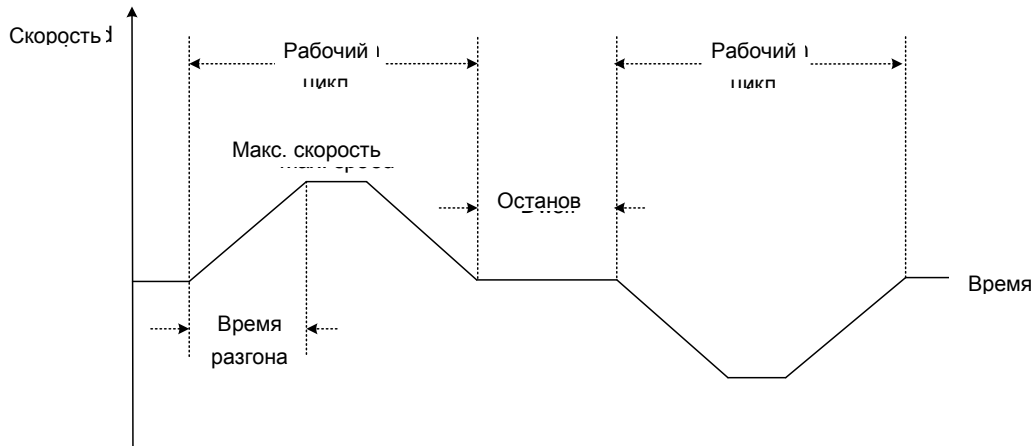 Скорость
Рабочий
цикл
Рабочий
цикл
Макс. скорость
Останов
Время
Время
разгона